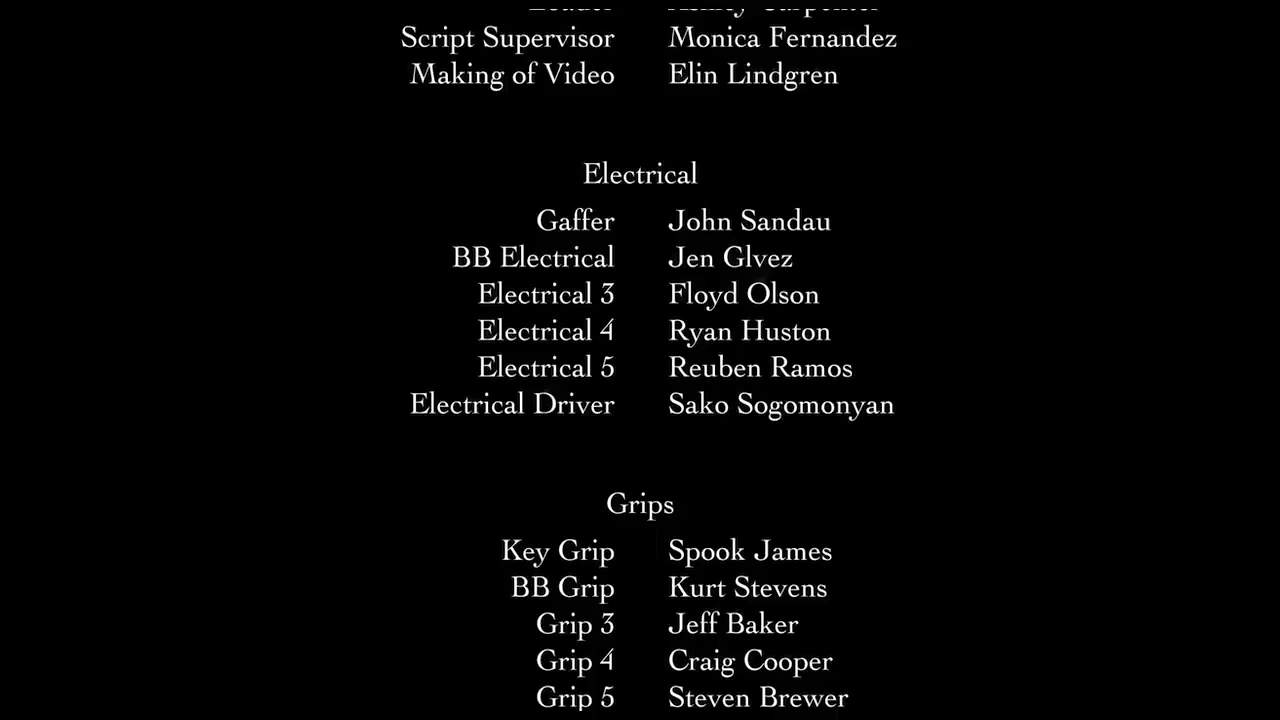 Script Supervisor Monica Fernandez
Making of Video Elin Lindgren
Electrical
Gaffer John Sandau
BB Electrical Jen Glvez
Electrical 3 Floyd Olson
Electrical 4 Ryan Huston
Electrical 5 Reuben Ramos
Electrical Driver Sako Sogomonyan
Grips
Key Grip Spook James
BB Grip Kurt Stevens
Grip 3 Jeff Baker
Grip 4 Craig Cooper
Grip 5 Steven Brewer